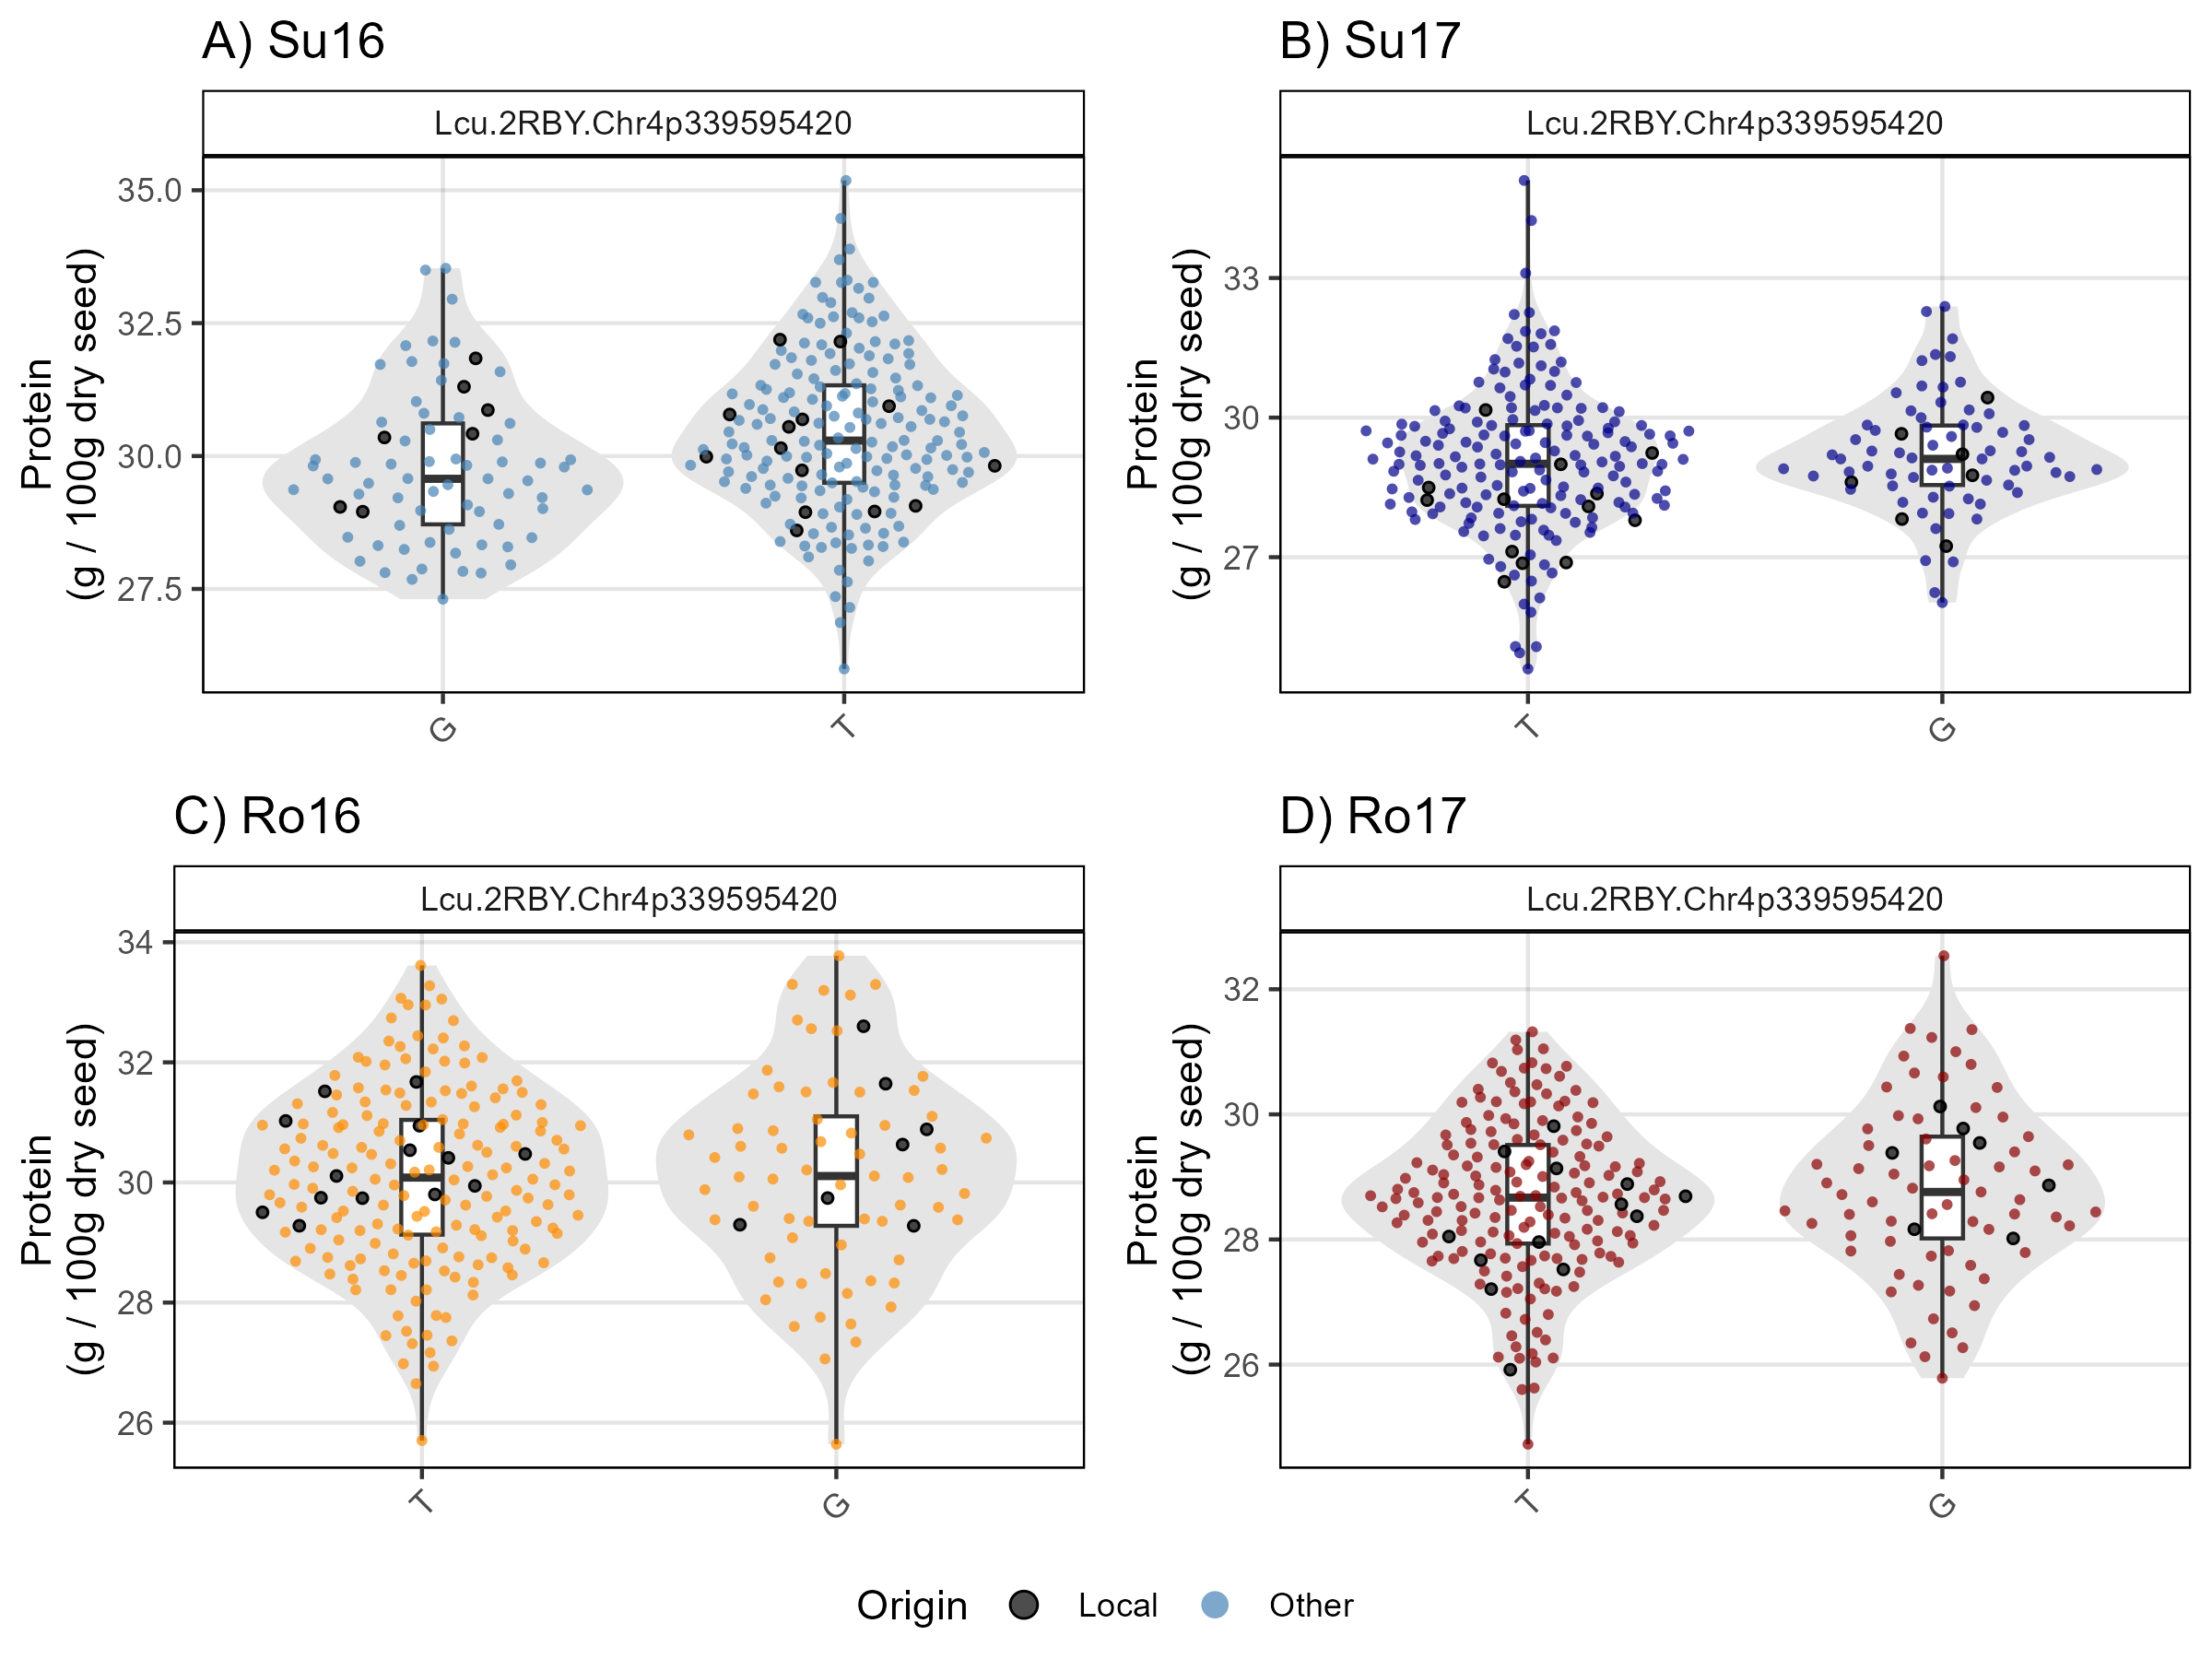 A) Su16
Lcu.2RBY.Chr4p339595420
Protein
(g / 100g dry seed)
35.0
32.5
30.0
27.5
G
T
B) Su17
Lcu.2RBY.Chr4p339595420
Protein
(g / 100g dry seed)
33
30
27
T
G
C) Ro16
Lcu.2RBY.Chr4p339595420
Protein
(g / 100g dry seed)
34
32
30
28
26
T
G
D) Ro17
Lcu.2RBY.Chr4p339595420
Protein
(g / 100g dry seed)
32
30
28
26
T
G
Origin Local Other